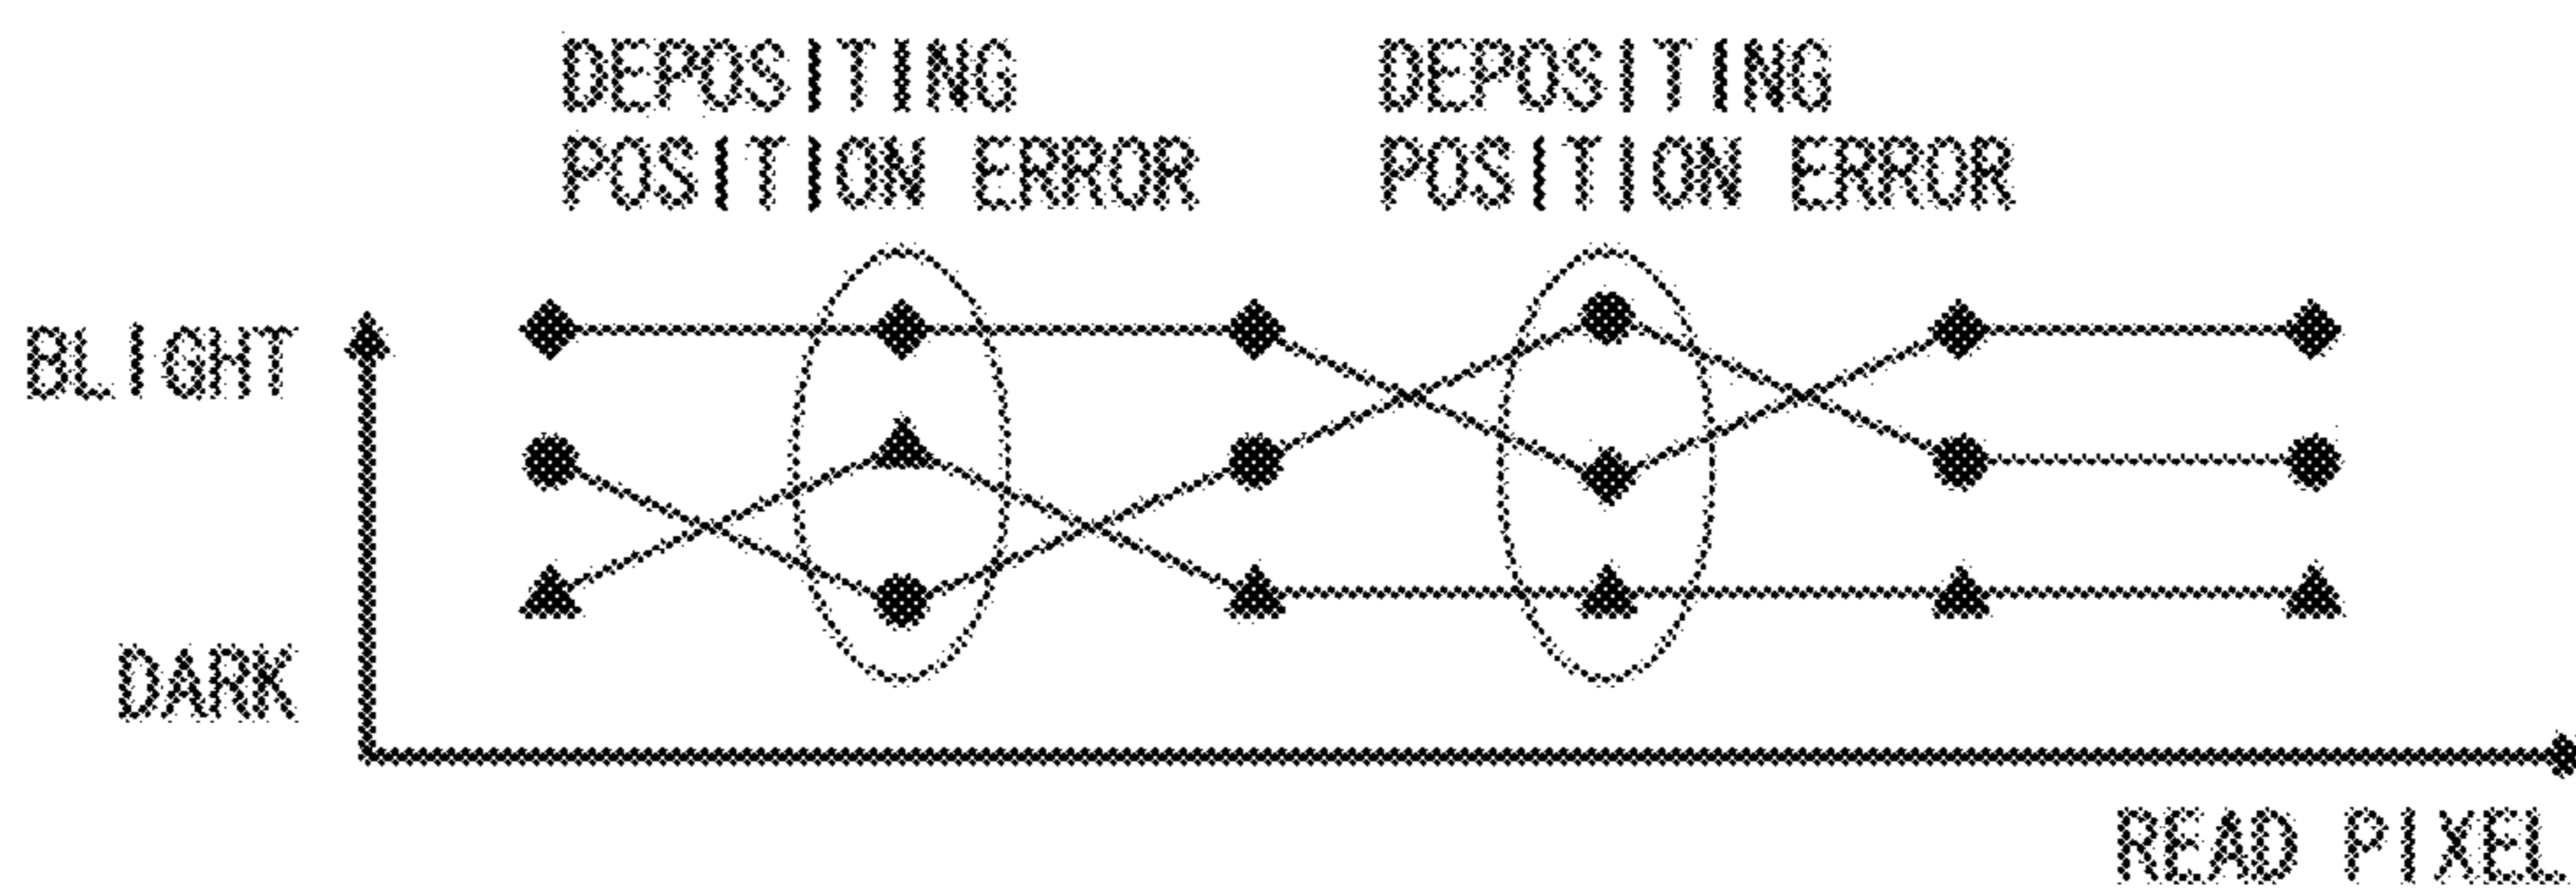 DEPOSITING
POSITION ERROR
DEPOSITING
POSITION ERROR
BLIGHT
DARK
READ PIXEL